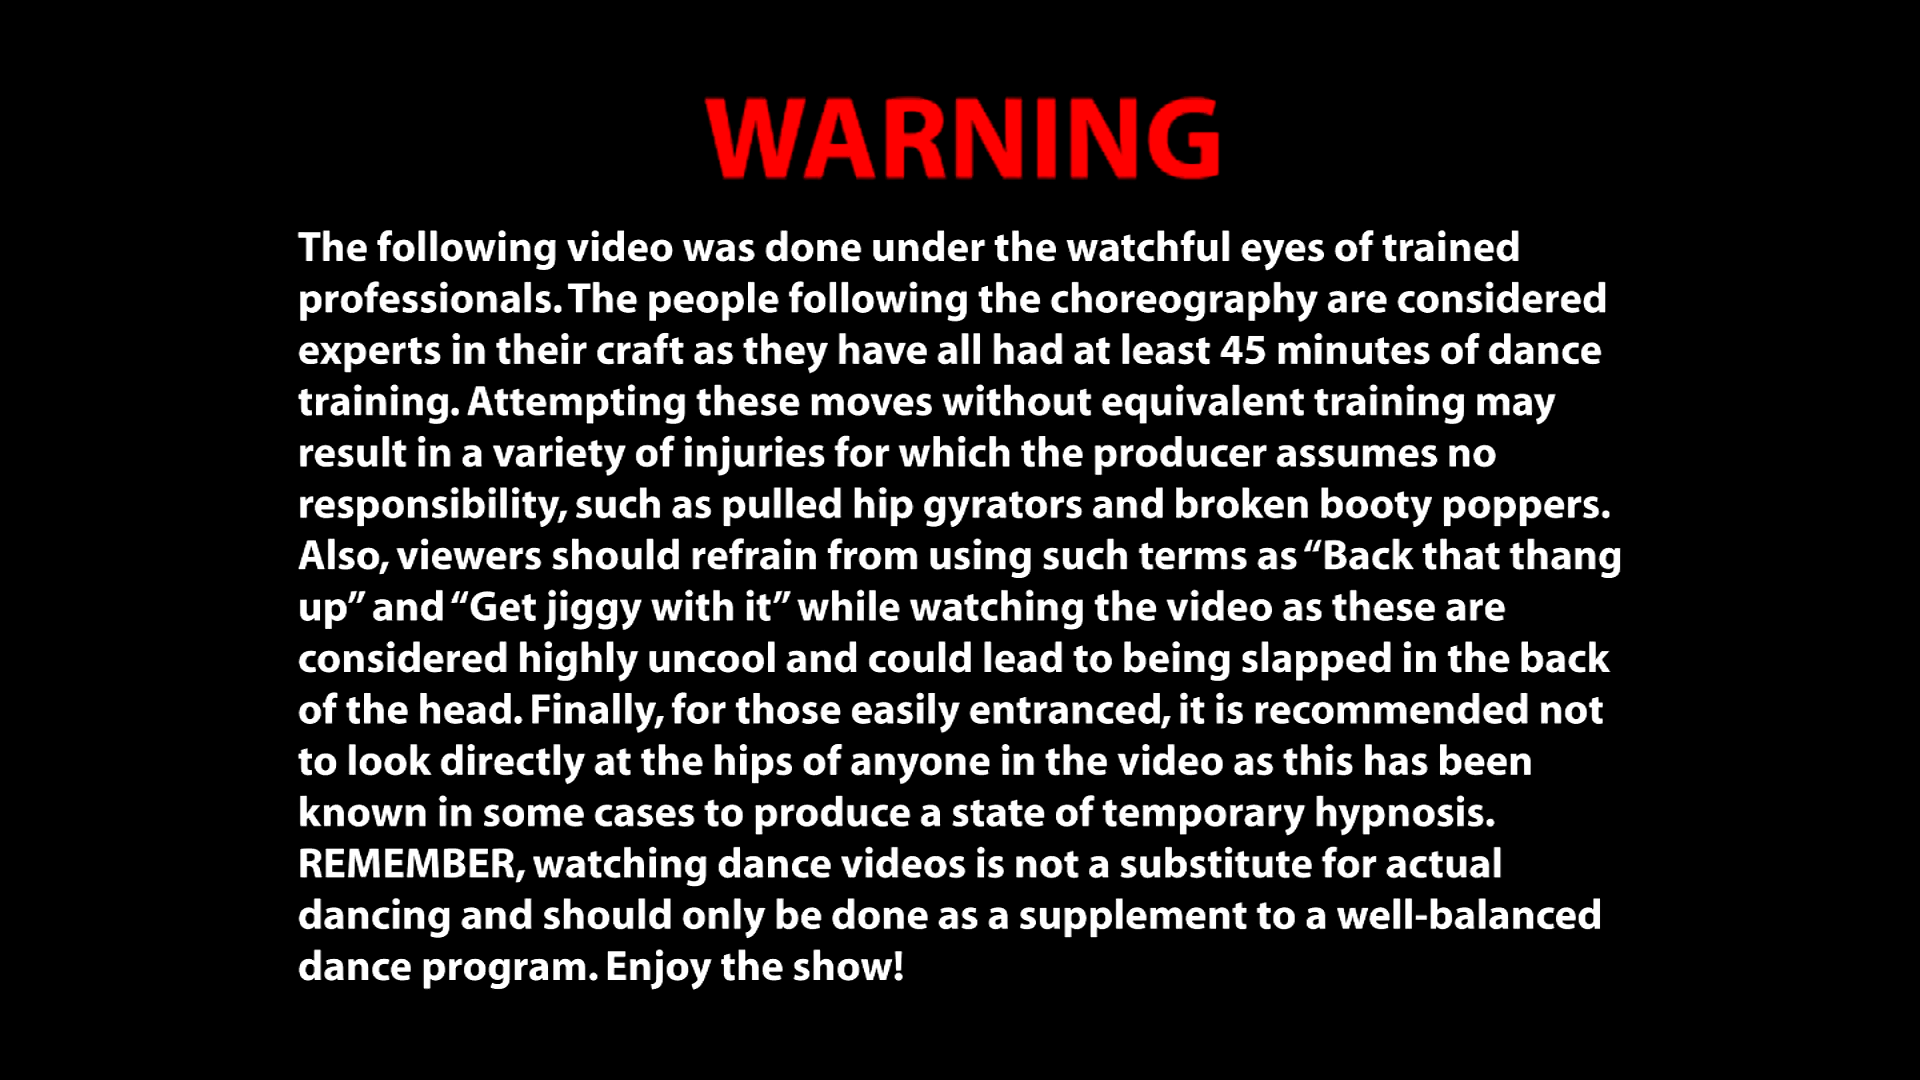 WARNING
The following video was done under the watchful eyes of trained
professionals. The people following the choreography are considered
experts in their craft as they have all had at least 45 minutes of dance
training. Attempting these moves without equivalent training may
result in a variety of injuries for which the producer assumes no
responsibility, such as pulled hip gyrators and broken booty poppers.
Also, viewers should refrain from using such terms as “Back that thang
up” and “Get jiggy with it” while watching the video as these are
considered highly uncool and could lead to being slapped in the back
of the head. Finally, for those easily entranced, it is recommended not
to look directly at the hips of anyone in the video as this has been
known in some cases to produce a state of temporary hypnosis.
REMEMBER, watching dance videos is not a substitute for actual
dancing and should only be done as a supplement to a well-balanced
dance program. Enjoy the show!